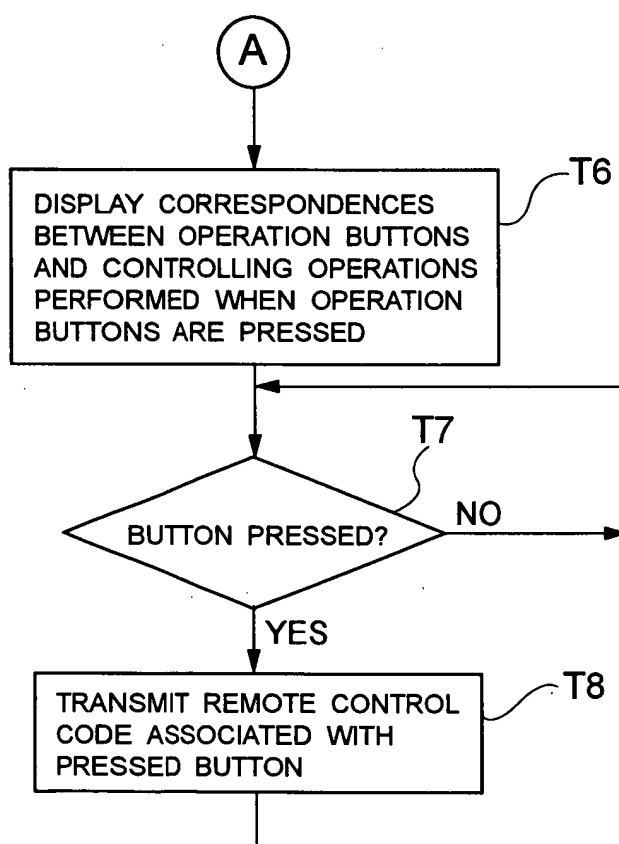 A
T6
DISPLAY CORRESPONDENCES
BETWEEN OPERATION BUTTONS
AND CONTROLLING OPERATIONS
PERFORMED WHEN OPERATION
BUTTONS ARE PRESSED
T7
BUTTON PRESSED?
NO
YES
T8
TRANSMIT REMOTE CONTROL
CODE ASSOCIATED WITH
PRESSED BUTTON